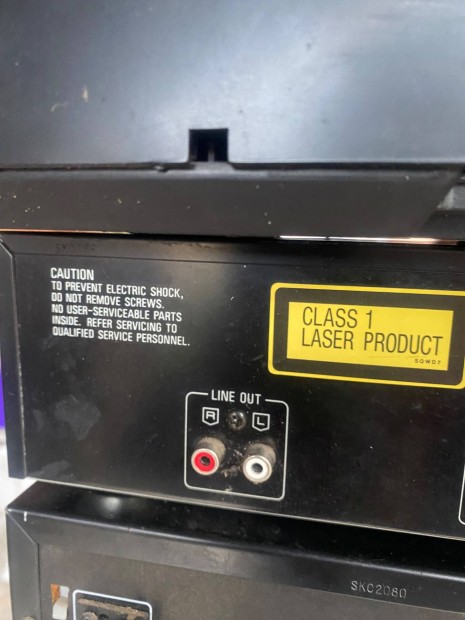 CAUTION
TO PREVENT ELECTRIC SHOCK,
DO NOT REMOVE SCREWS.
NO USER-SERVICEABLE PARTS
INSIDE. REFER SERVICING TO
QUALIFIED SERVICE PERSONNEL.
CLASS 1
LASER PRODUCT
SQWD7
LINE OUT
R L
SKC2080